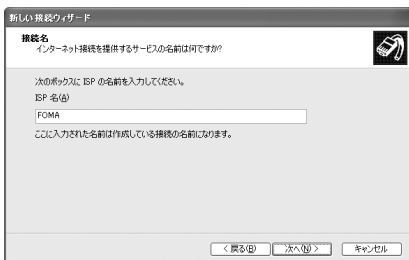 新しい接続ウィザード
接続名
インターネット接続を提供するサービスの名前は何ですか?
次のボックスに ISP の名前を入力してください。
ISP 名(A)
FOMA
ここに入力された名前は作成している接続の名前になります。
< 戻る(B)
次へ(N) >
キャンセル